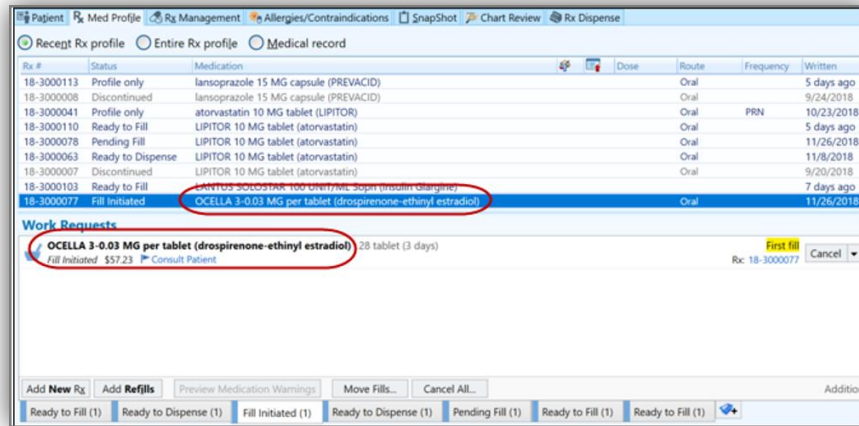 Patient Med Profile Rx Management Allergies/Contraindications SnapShot Chart Review Rx Dispense
Recent Rx profile Entire Rx profile Medical record
Rx # Status Medication Dose Route Frequency Written
18-3000113 Profile only lansoprazole 15 MG capsule (PREVACID) Oral 5 days ago
18-3000008 Discontinued lansoprazole 15 MG capsule (PREVACID) Oral 9/24/2018
18-3000041 Profile only atorvastatin 10 MG tablet (LIPITOR) Oral PRN 10/23/2018
18-3000110 Ready to Fill LIPITOR 10 MG tablet (atorvastatin) Oral 5 days ago
18-3000078 Pending Fill LIPITOR 10 MG tablet (atorvastatin) Oral 11/26/2018
18-3000063 Ready to Dispense LIPITOR 10 MG tablet (atorvastatin) Oral 11/8/2018
18-3000007 Discontinued LIPITOR 10 MG tablet (atorvastatin) Oral 9/20/2018
18-3000103 Ready to Fill LANTUS SOLOSTAR 100 UNIT/ML Sopn (Insulin Glargine) 7 days ago
18-3000077 Fill Initiated OCELLA 3-0.03 MG per tablet (drospirenone-ethinyl estradiol) Oral 11/26/2018
Work Requests
OCELLA 3-0.03 MG per tablet (drospirenone-ethinyl estradiol) 28 tablet (3 days) First fill
Fill Initiated $57.23 Consult Patient Rx: 18-3000077 Cancel
Add New Rx Add Refills Preview Medication Warnings Move Fills... Cancel All...
Ready to Fill (1) Ready to Dispense (1) Fill Initiated (1) Ready to Dispense (1) Pending Fill (1) Ready to Fill (1) Ready to Fill (1)